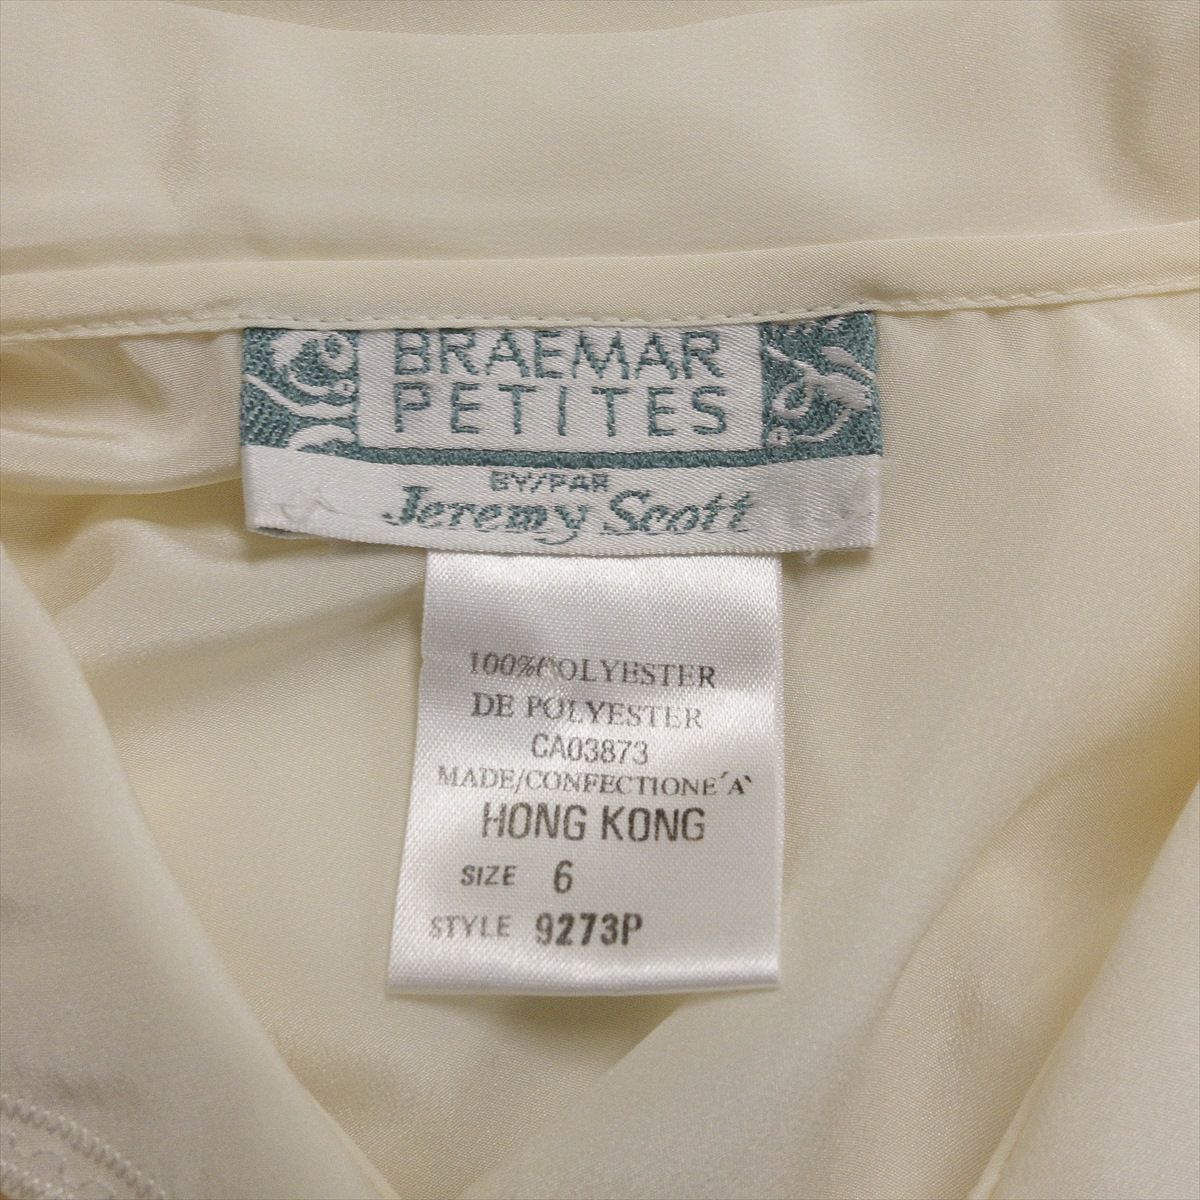 BRAEMAR
PETITES
BY/PAR
Jeremy Scott
100% POLYESTER
DE POLYESTER
CA03873
MADE/CONFECTIONE´A`
HONG KONG
SIZE 6
STYLE 9273P